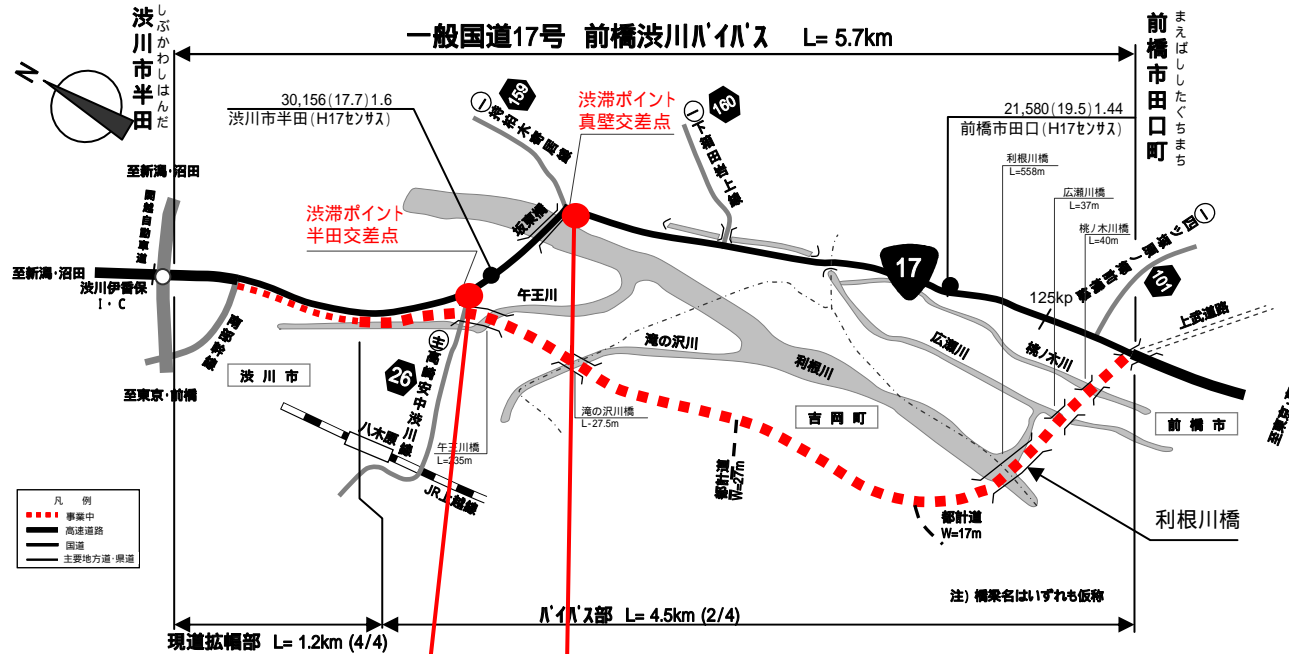 一般国道17号 前橋渋川バイパス L= 5.7km
しぶかわしはんだ
渋川市半田
まえばししたぐちまち
前橋市田口町
N
30,156(17.7)1.6
渋川市半田(H17センサス)
159
渋滞ポイント
真壁交差点
160
21,580(19.5)1.44
前橋市田口(H17センサス)
利根川橋
L=558m
広瀬川橋
L=37m
桃ノ木川橋
L=40m
至新潟・沼田
関越自動車道
渋滞ポイント
半田交差点
坂東橋
17
101
125kp
上武道路
至新潟・沼田
渋川伊香保
I・C
南部幹線
午王川
滝の沢川
利根川
広瀬川
桃ノ木川
渋川市
至東京・前橋
26
主
高崎安中渋川線
吉岡町
前橋市
八木原
JR上越線
午王川橋
L=235m
滝の沢川橋
L-27.5m
都計道
W=27m
都計道
W=17m
利根川橋
凡 例
事業中
高速道路
国道
主要地方道・県道
注) 橋梁名はいずれも仮称
バイパス部 L= 4.5km (2/4)
現道拡幅部 L= 1.2km (4/4)